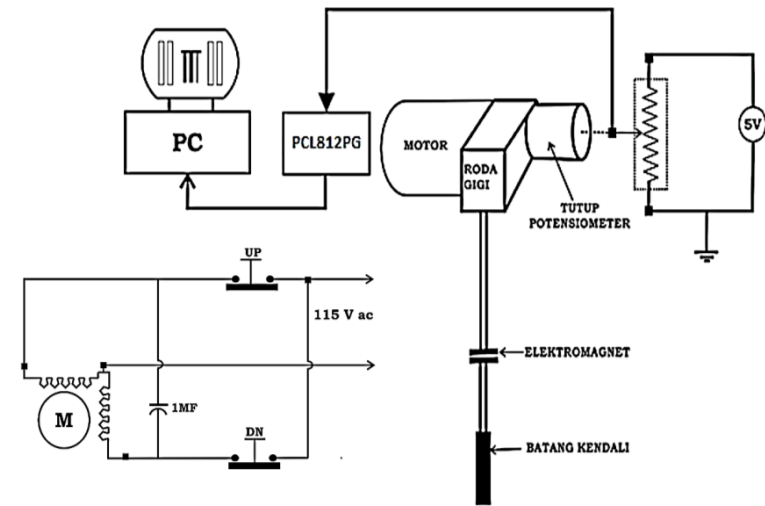 PC
PCL812PG
MOTOR
RODA
GIGI
TUTUP
POTENSIOMETER
5V
UP
115 V ac
ELEKTROMAGNET
M
1MF
DN
BATANG KENDALI